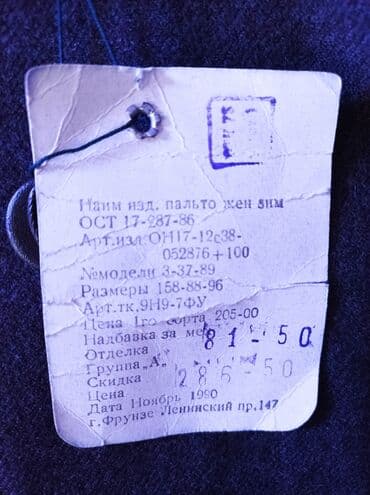 Наим изд. пальто жен зим
ОСТ 17-287-86
Арт.изд.ОН17-12с38-
052876+100
№модели 3-37-89
Размеры 158-88-96
Арт.тк.9Н9-7ФУ
Цена 1го сорта 205-00
Надбавка за ме 81-50
Отделка
Группа „А"
Скидка 286-50
Цена
Дата Ноябрь 1990
г.Фрунзе Ленинский пр.147